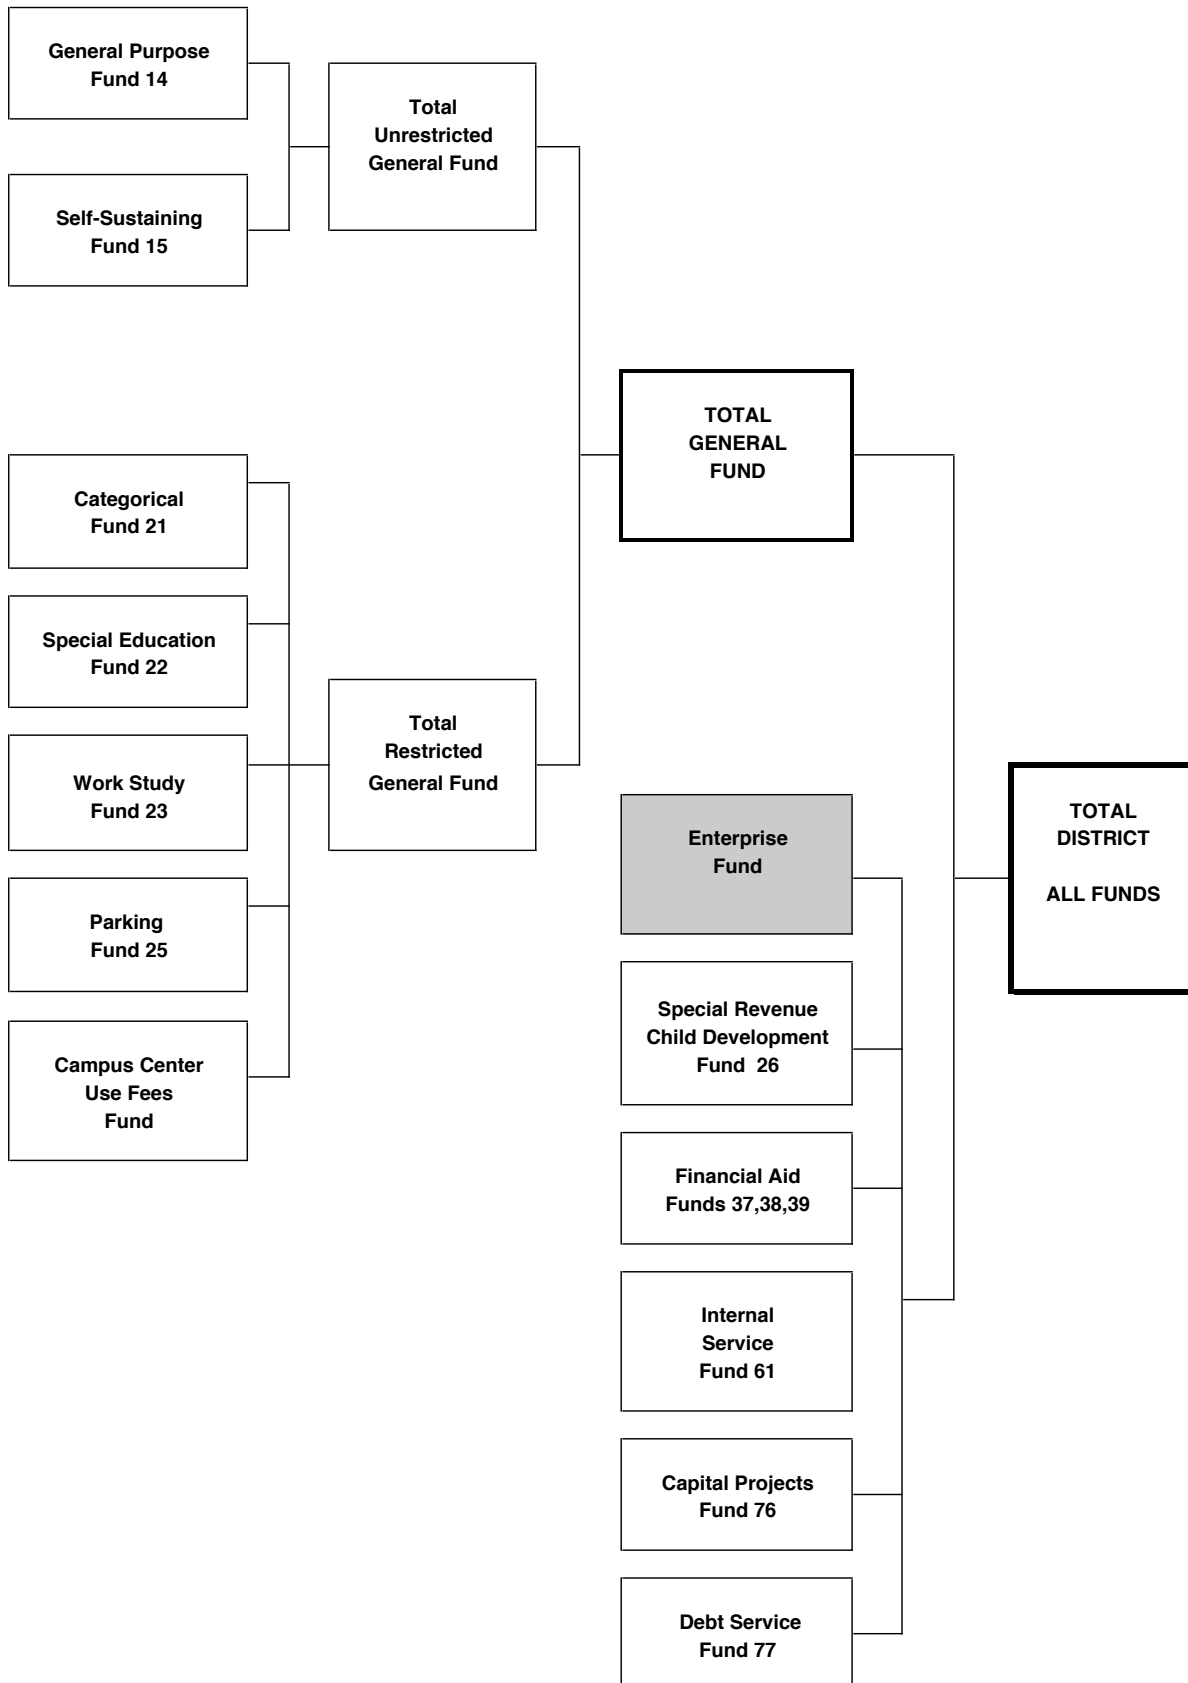 General Purpose
Fund 14
Self-Sustaining
Fund 15
Total
Unrestricted
General Fund
TOTAL
GENERAL
FUND
Categorical
Fund 21
Special Education
Fund 22
Work Study
Fund 23
Parking
Fund 25
Campus Center
Use Fees
Fund
Total
Restricted
General Fund
Enterprise
Fund
Special Revenue
Child Development
Fund  26
Financial Aid
Funds 37,38,39
Internal
Service
Fund 61
Capital Projects
Fund 76
Debt Service
Fund 77
TOTAL
DISTRICT
ALL FUNDS